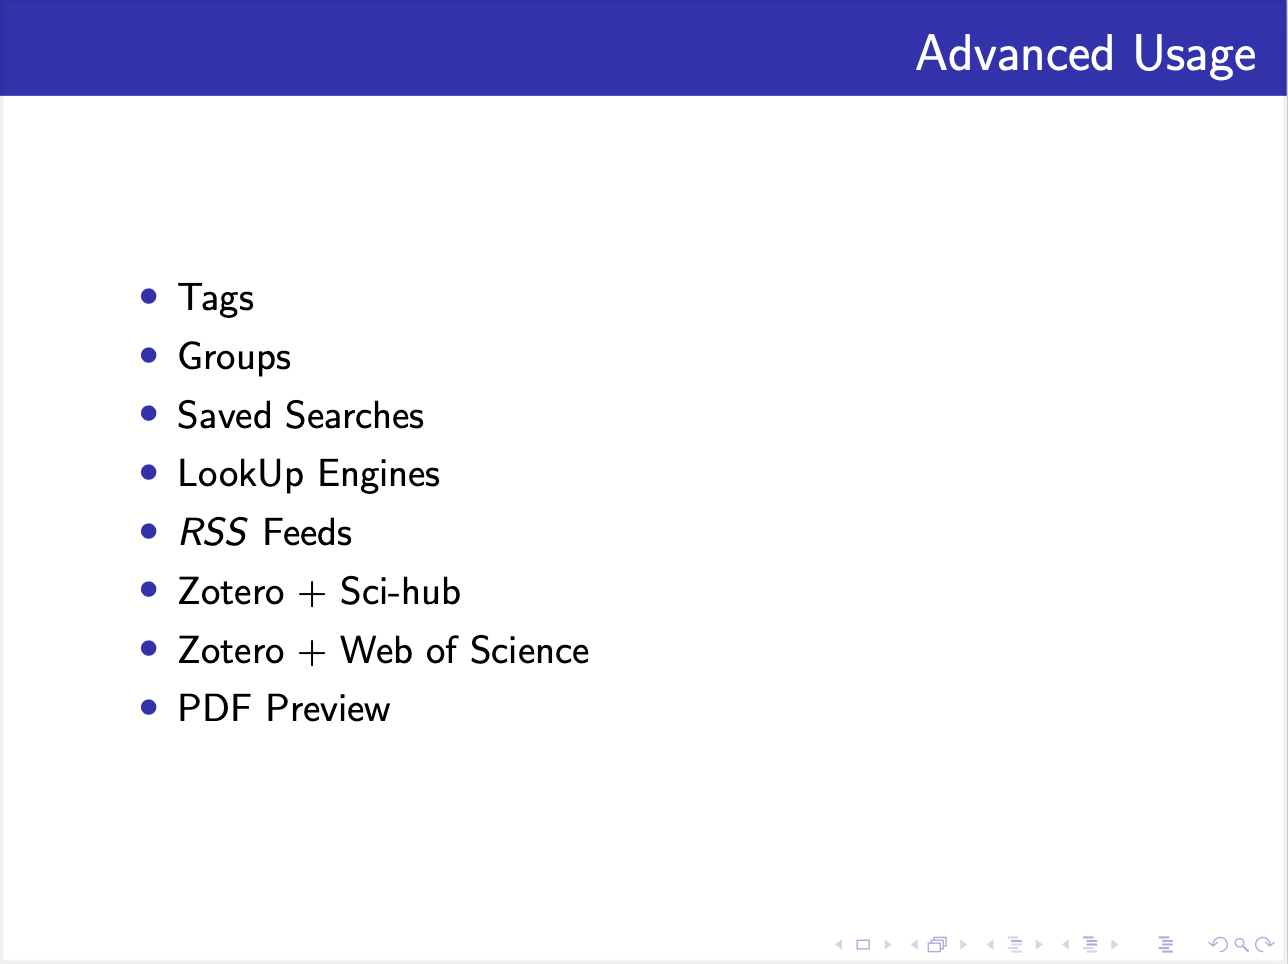 Advanced Usage
• Tags
• Groups
• Saved Searches
• LookUp Engines
• RSS Feeds
• Zotero + Sci-hub
• Zotero + Web of Science
• PDF Preview